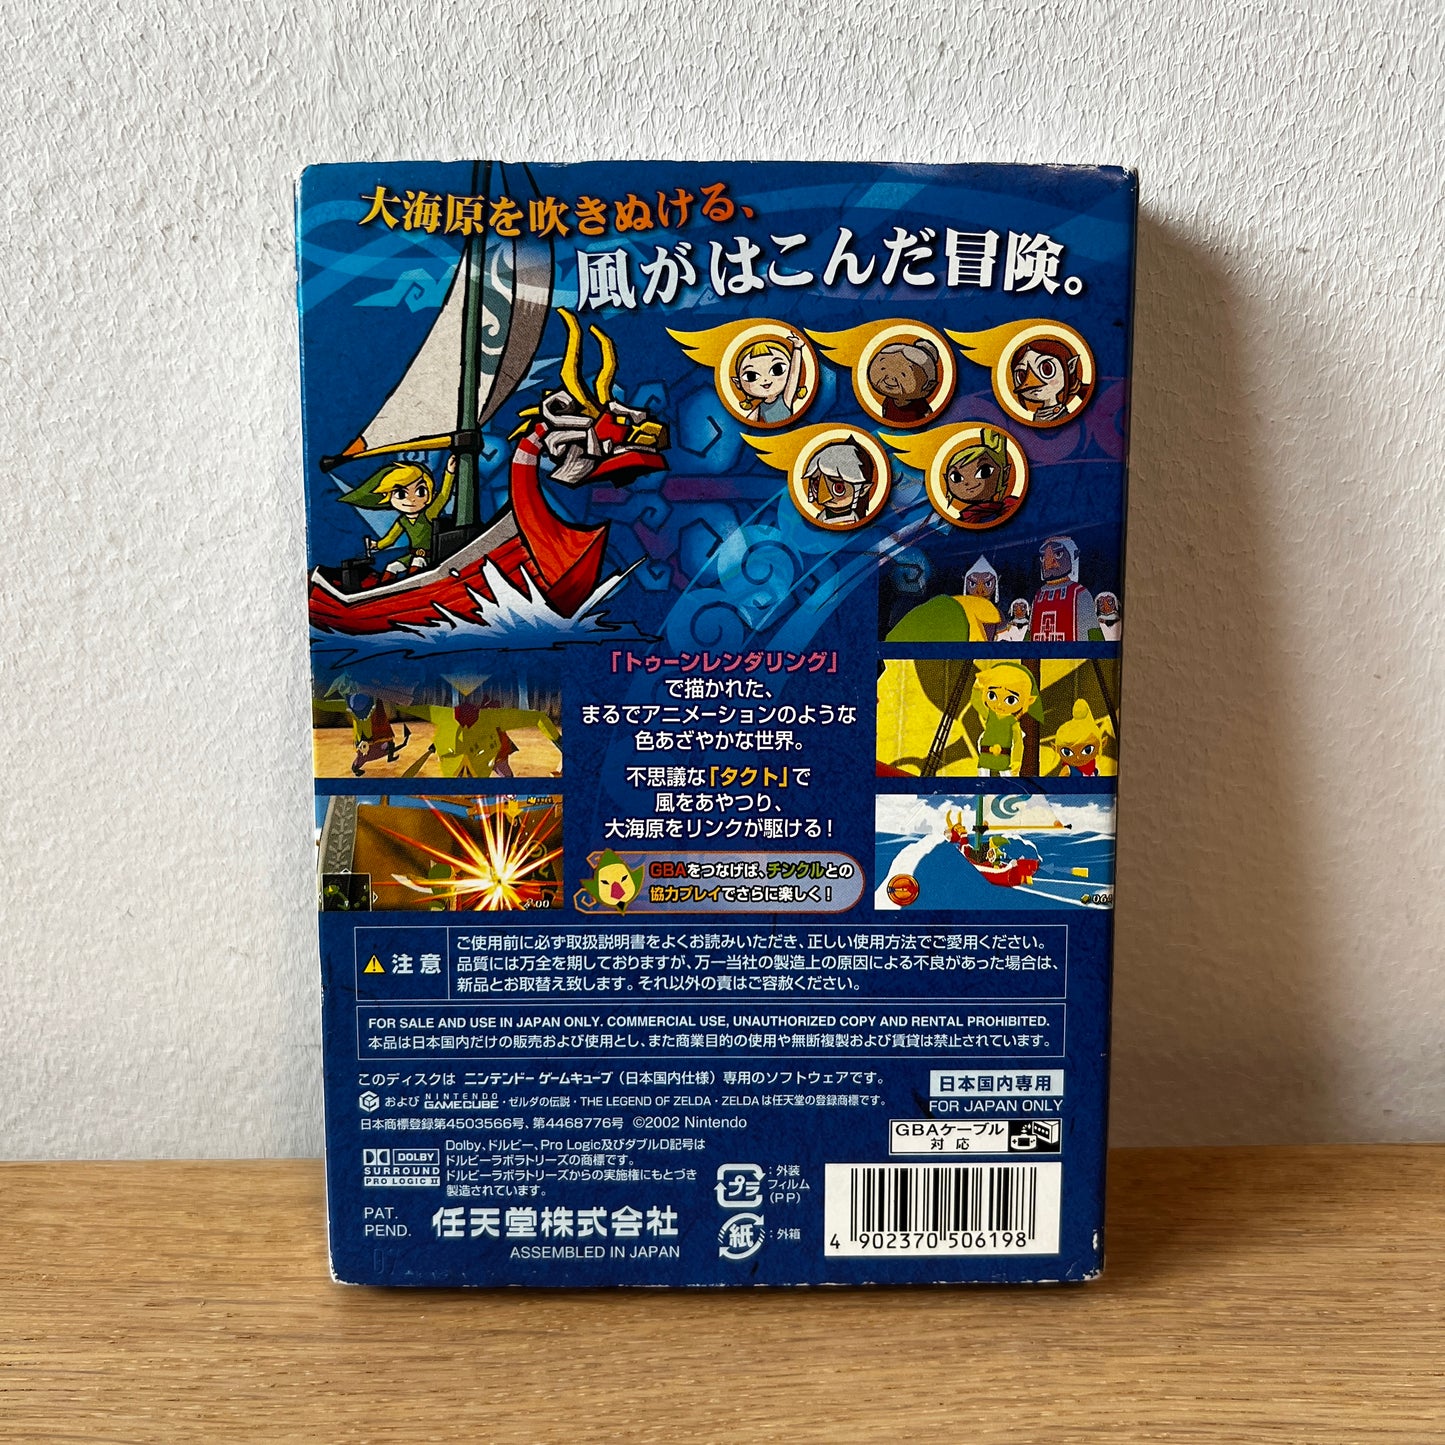 大海原を吹きぬける、
風がはこんだ冒険。
「トゥーンレンダリング」
で描かれた、
まるでアニメーションのような
色あざやかな世界。
不思議な「タクト」で
風をあやつり、
大海原をリンクが駆ける!
GBAをつなげば、チンクルとの
協力プレイでさらに楽しく!
注意
ご使用前に必ず取扱説明書をよくお読みいただき、正しい使用方法でご愛用ください。
品質には万全を期しておりますが、万一当社の製造上の原因による不良があった場合は、
新品とお取替え致します。それ以外の責はご容赦ください。
FOR SALE AND USE IN JAPAN ONLY. COMMERCIAL USE, UNAUTHORIZED COPY AND RENTAL PROHIBITED.
本品は日本国内だけの販売および使用とし、また商業目的の使用や無断複製および賃貸は禁止されています。
このディスクは ニンテンドー ゲームキューブ(日本国内仕様)専用のソフトウェアです。
および NINTENDO GAMECUBE・ゼルダの伝説・THE LEGEND OF ZELDA・ZELDAは任天堂の登録商標です。
日本商標登録第4503566号、第4468776号 ©2002 Nintendo
日本国内専用
FOR JAPAN ONLY
GBAケーブル
対応
DOLBY
SURROUND
PRO LOGIC II
Dolby、ドルビー、Pro Logic及びダブルD記号は
ドルビーラボラトリーズの商標です。
ドルビーラボラトリーズからの実施権にもとづき
製造されています。
プラ
:外装
フィルム
(PP)
紙
:外箱
PAT.
PEND.
任天堂株式会社
ASSEMBLED IN JAPAN
4 902370 506198